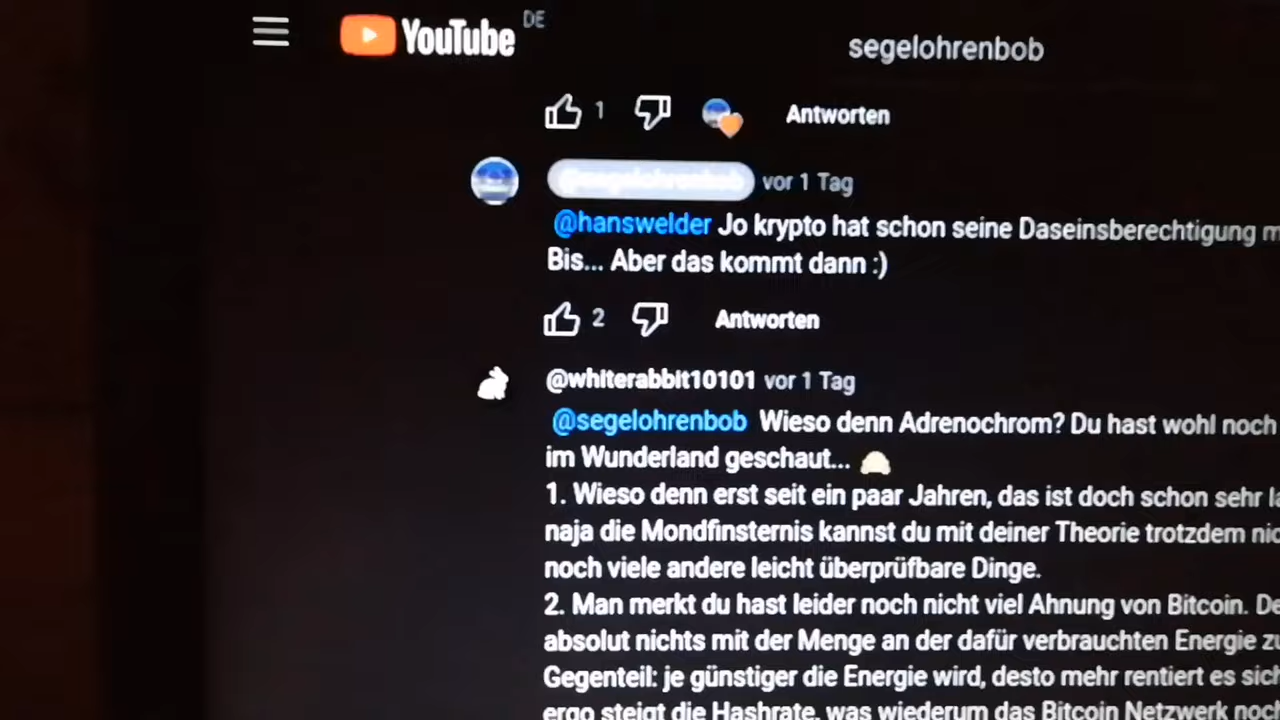 YouTube DE
segelohrenbob
1 Antworten
@segelohrenbob vor 1 Tag
@hanswelder Jo krypto hat schon seine Daseinsberechtigung
Bis... Aber das kommt dann :)
2 Antworten
@whiterabbit10101 vor 1 Tag
@segelohrenbob Wieso denn Adrenochrom? Du hast wohl noch
im Wunderland geschaut...
1. Wieso denn erst seit ein paar Jahren, das ist doch schon sehr
naja die Mondfinsternis kannst du mit deiner Theorie trotzdem
noch viele andere leicht überprüfbare Dinge.
2. Man merkt du hast leider noch nicht viel Ahnung von Bitcoin.
absolut nichts mit der Menge an der dafür verbrauchten Energie
Gegenteil: je günstiger die Energie wird, desto mehr rentiert es
ergo steigt die Hashrate, was wiederum das Bitcoin Netzwerk